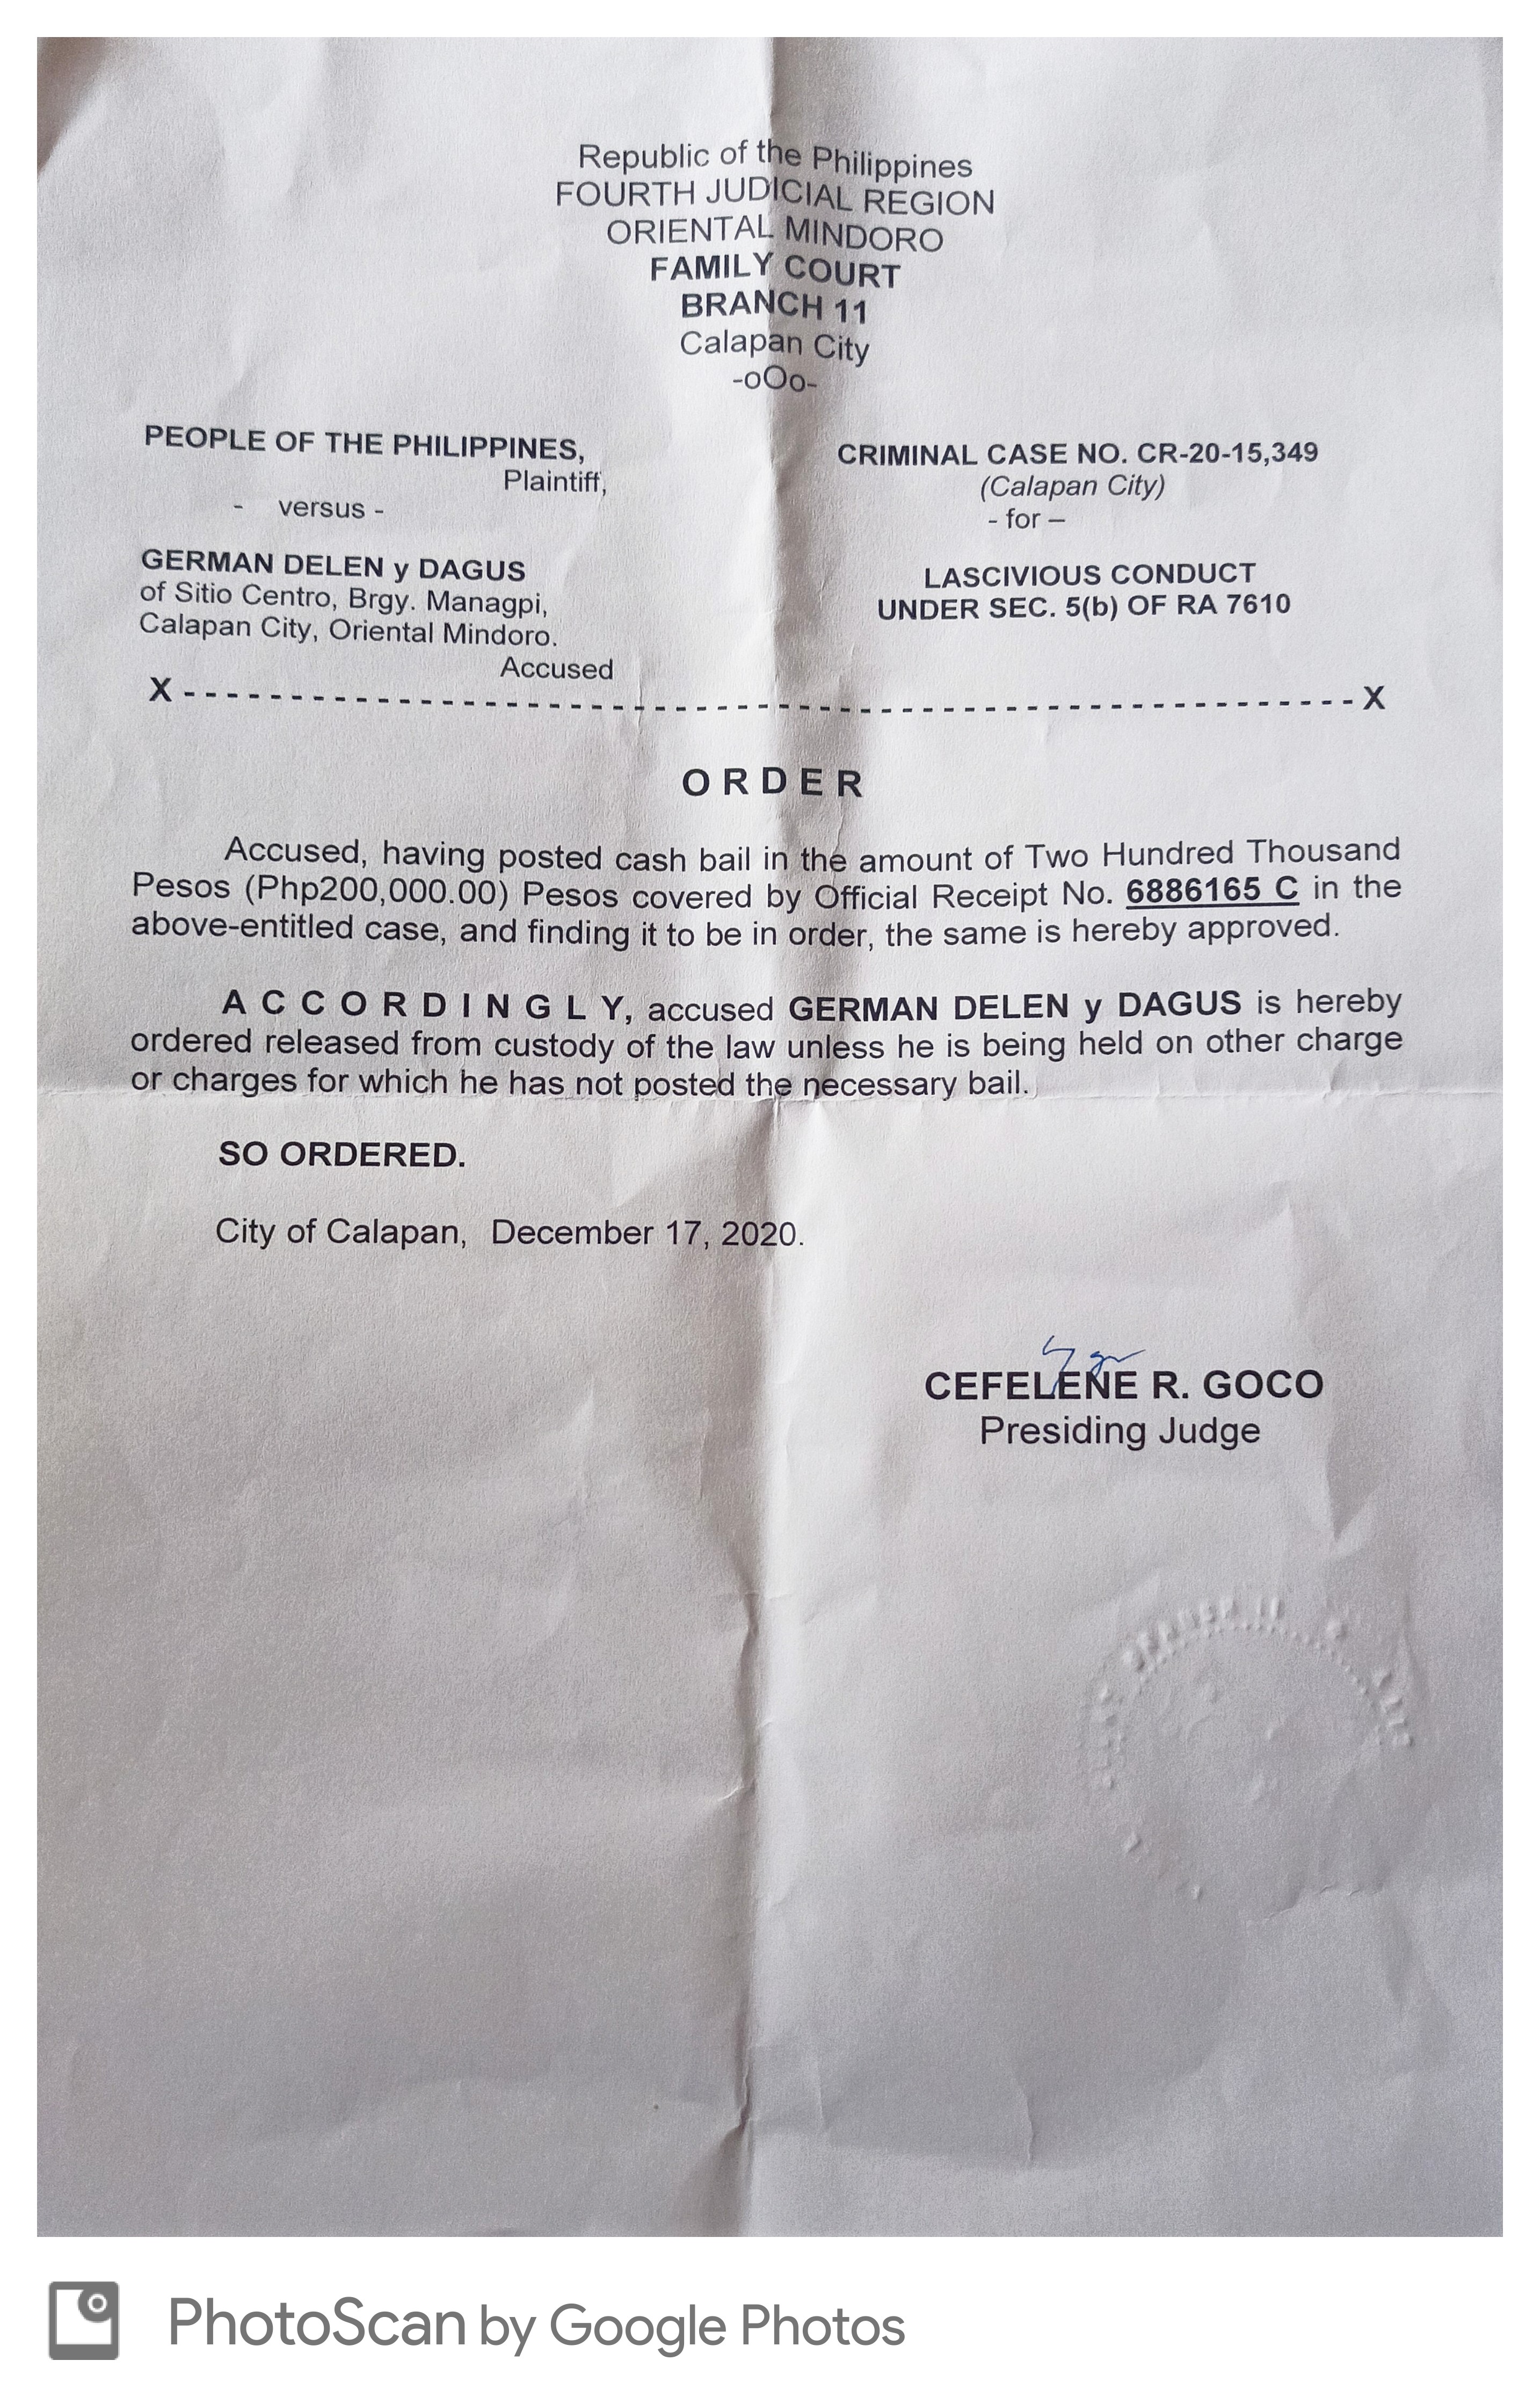 Republic of the Philippines
FOURTH JUDICIAL REGION
ORIENTAL MINDORO
FAMILY COURT
BRANCH 11
Calapan City
-oOo-
PEOPLE OF THE PHILIPPINES,
Plaintiff,
- versus -
GERMAN DELEN y DAGUS
of Sitio Centro, Brgy. Managpi,
Calapan City, Oriental Mindoro.
Accused
CRIMINAL CASE NO. CR-20-15,349
(Calapan City)
- for –
LASCIVIOUS CONDUCT
UNDER SEC. 5(b) OF RA 7610
X - - - - - - - - - - - - - - - - - - - - - - - - - - - - - - - - - - - - - - - - - - - - - - - - - - - - - - - - X
O R D E R
Accused, having posted cash bail in the amount of Two Hundred Thousand
Pesos (Php200,000.00) Pesos covered by Official Receipt No. 6886165 C in the
above-entitled case, and finding it to be in order, the same is hereby approved.
A C C O R D I N G L Y, accused GERMAN DELEN y DAGUS is hereby
ordered released from custody of the law unless he is being held on other charge
or charges for which he has not posted the necessary bail.
SO ORDERED.
City of Calapan, December 17, 2020.
CEFELENE R. GOCO
Presiding Judge
PhotoScan by Google Photos